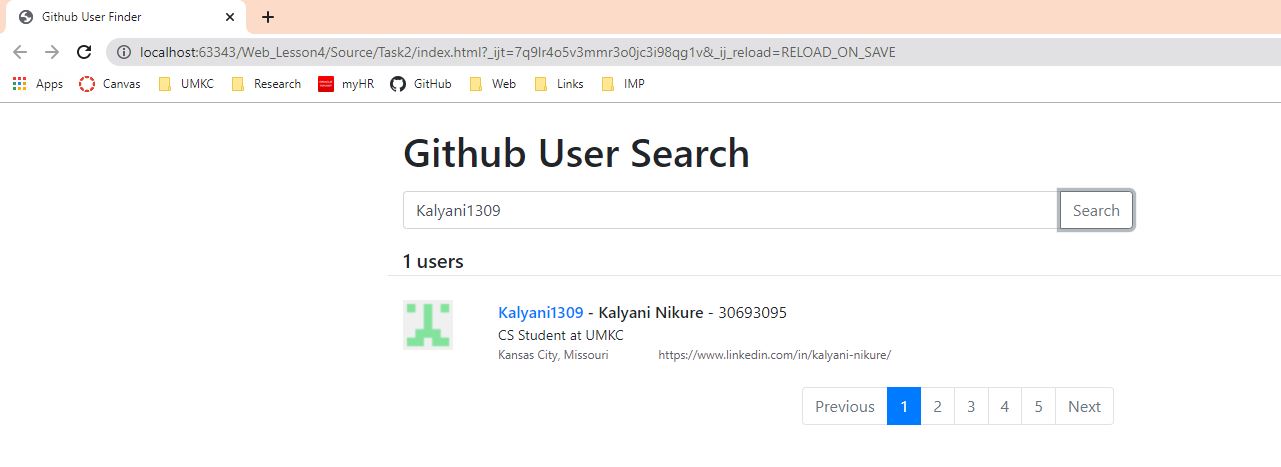 Github User Finder
localhost:63343/Web_Lesson4/Source/Task2/index.html?_ijt=7q9lr4o5v3mmr3o0jc3i98qg1v&_ij_reload=RELOAD_ON_SAVE
Apps Canvas UMKC Research myHR GitHub Web Links IMP
Github User Search
Kalyani1309 Search
1 users
Kalyani1309 - Kalyani Nikure - 30693095
CS Student at UMKC
Kansas City, Missouri https://www.linkedin.com/in/kalyani-nikure/
Previous 1 2 3 4 5 Next